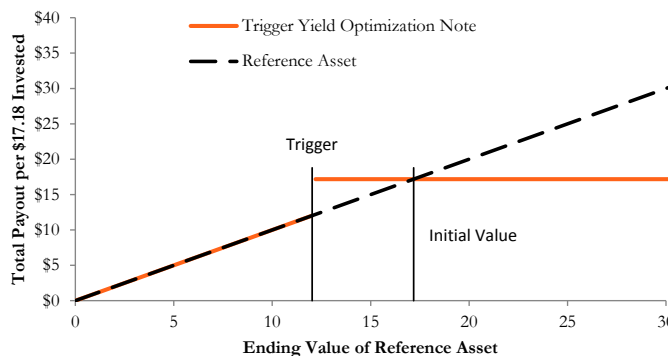 $40
$35
$30
$25
$20
$15
$10
$5
$0
Total Payout per $17.18 Invested
Trigger Yield Optimization Note
Reference Asset
Trigger
Initial Value
0 5 10 15 20 25 30
Ending Value of Reference Asset